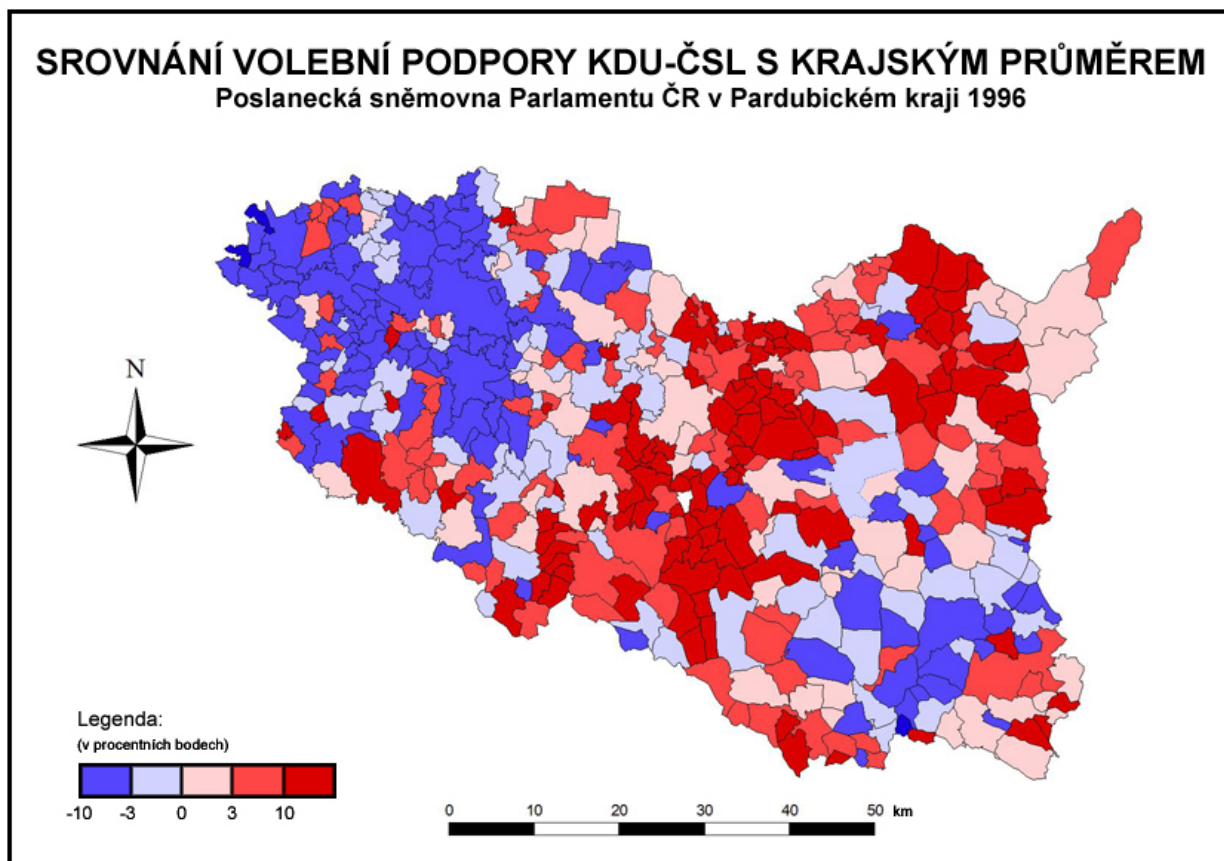 SROVNÁNÍ VOLEBNÍ PODPORY KDU-ČSL S KRAJSKÝM PRŮMĚREM
Poslanecká sněmovna Parlamentu ČR v Pardubickém kraji 1996
N
Legenda:
(v procentních bodech)
-10 -3 0 3 10
0 10 20 30 40 50 km